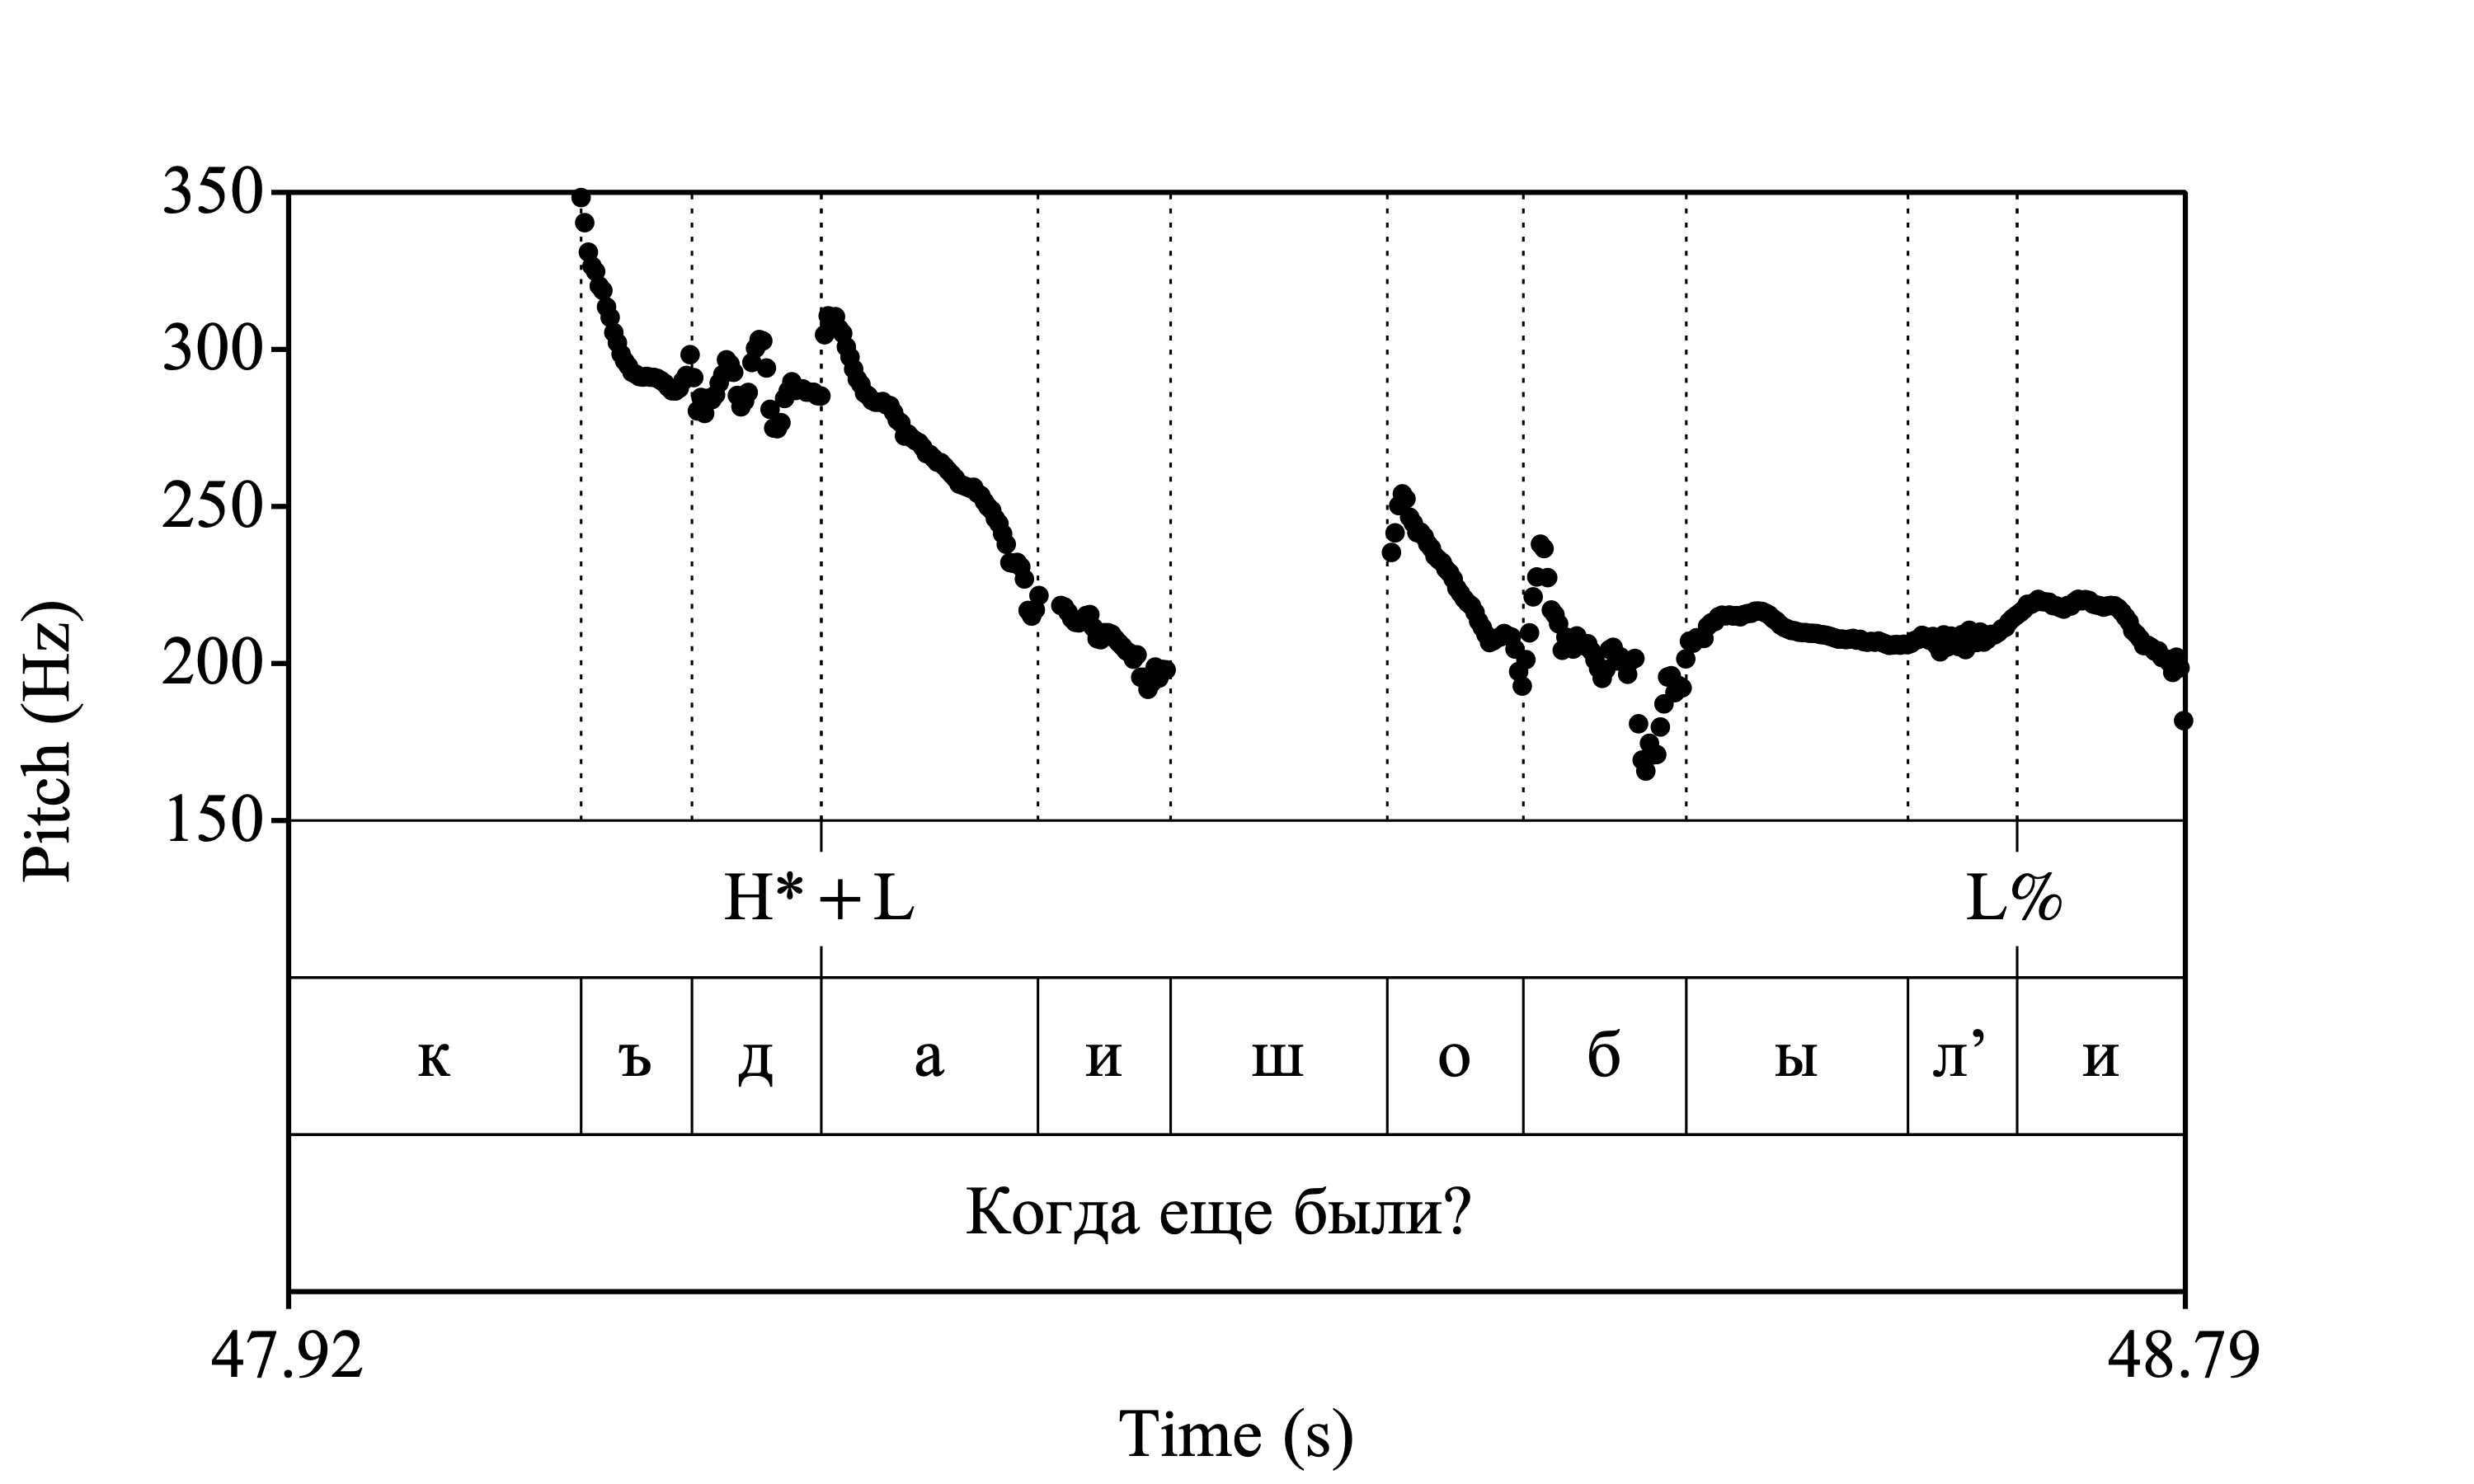 350
300
250
200
150
Pitch (Hz)
H*+L L%
к ъ д а и ш о б ы л’ и
Когда еще были?
47.92 48.79
Time (s)